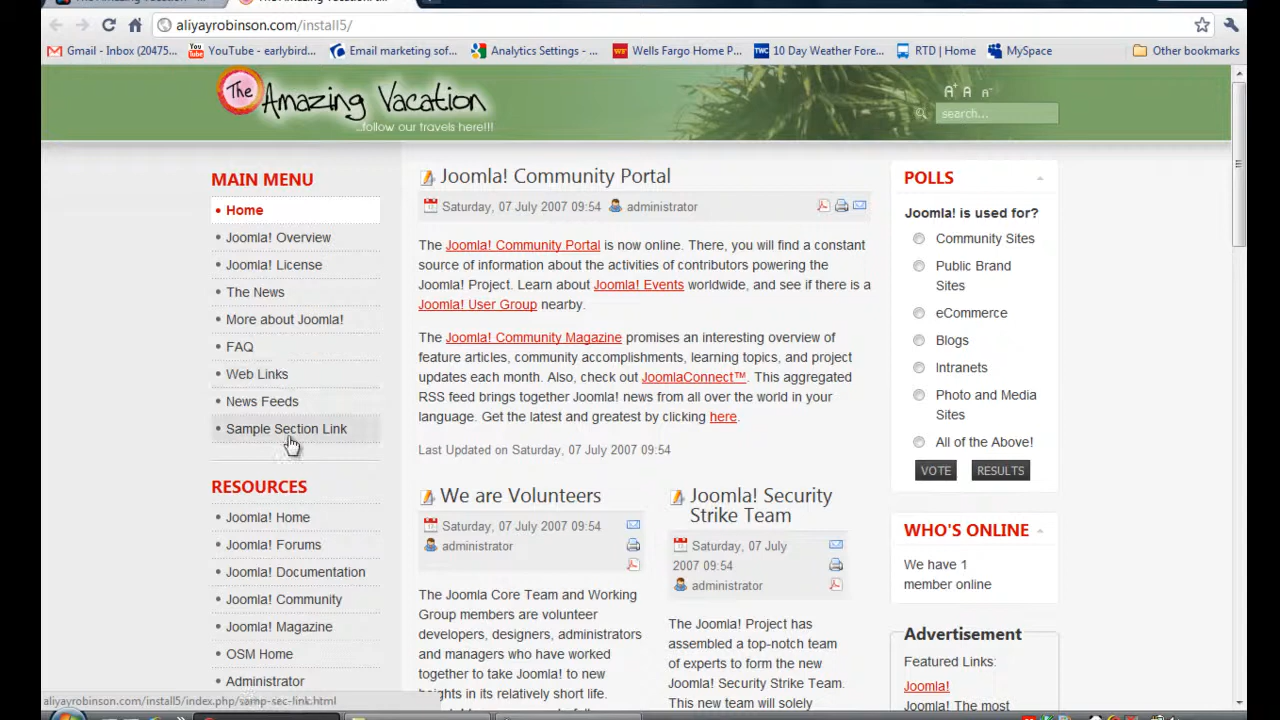 aliyayrobinson.com/install5/
Gmail - Inbox (20475...
YouTube - earlybird...
Email marketing sof...
Analytics Settings - ...
Wells Fargo Home P...
10 Day Weather Fore...
RTD | Home
MySpace
Other bookmarks
The Amazing Vacation
...follow our travels here!!!
A+ A A-
search...
MAIN MENU
Home
Joomla! Overview
Joomla! License
The News
More about Joomla!
FAQ
Web Links
News Feeds
Sample Section Link
RESOURCES
Joomla! Home
Joomla! Forums
Joomla! Documentation
Joomla! Community
Joomla! Magazine
OSM Home
Administrator
Joomla! Community Portal
Saturday, 07 July 2007 09:54 administrator
The Joomla! Community Portal is now online. There, you will find a constant
source of information about the activities of contributors powering the
Joomla! Project. Learn about Joomla! Events worldwide, and see if there is a
Joomla! User Group nearby.
The Joomla! Community Magazine promises an interesting overview of
feature articles, community accomplishments, learning topics, and project
updates each month. Also, check out JoomlaConnect™. This aggregated
RSS feed brings together Joomla! news from all over the world in your
language. Get the latest and greatest by clicking here.
Last Updated on Saturday, 07 July 2007 09:54
We are Volunteers
Saturday, 07 July 2007 09:54
administrator
The Joomla Core Team and Working
Group members are volunteer
developers, designers, administrators
and managers who have worked
together to take Joomla! to new
heights in its relatively short life.
Joomla! Security
Strike Team
Saturday, 07 July
2007 09:54
administrator
The Joomla! Project has
assembled a top-notch team
of experts to form the new
Joomla! Security Strike Team.
This new team will solely
POLLS
Joomla! is used for?
Community Sites
Public Brand
Sites
eCommerce
Blogs
Intranets
Photo and Media
Sites
All of the Above!
VOTE
RESULTS
WHO'S ONLINE
We have 1
member online
Advertisement
Featured Links:
Joomla!
Joomla! The most
aliyayrobinson.com/install5/index.php/samp-sec-link.html